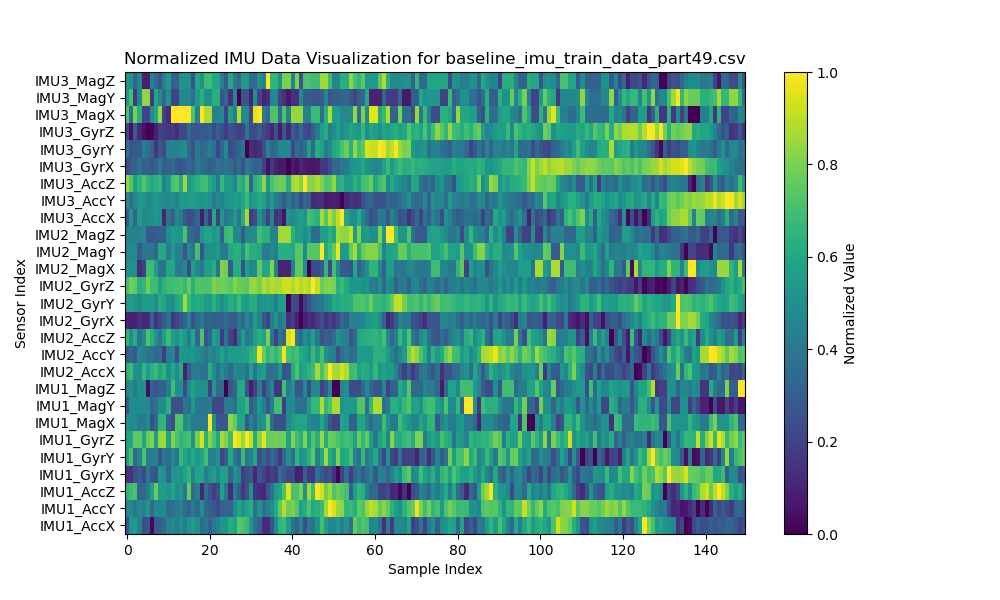 Normalized IMU Data Visualization for baseline_imu_train_data_part49.csv
Sensor Index
IMU3_MagZ
IMU3_MagY
IMU3_MagX
IMU3_GyrZ
IMU3_GyrY
IMU3_GyrX
IMU3_AccZ
IMU3_AccY
IMU3_AccX
IMU2_MagZ
IMU2_MagY
IMU2_MagX
IMU2_GyrZ
IMU2_GyrY
IMU2_GyrX
IMU2_AccZ
IMU2_AccY
IMU2_AccX
IMU1_MagZ
IMU1_MagY
IMU1_MagX
IMU1_GyrZ
IMU1_GyrY
IMU1_GyrX
IMU1_AccZ
IMU1_AccY
IMU1_AccX
0 20 40 60 80 100 120 140
Sample Index
1.0
0.8
0.6
0.4
0.2
0.0
Normalized Value